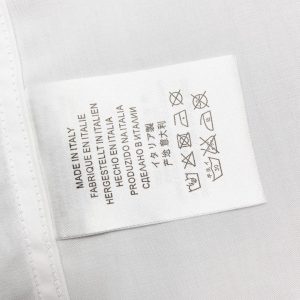 MADE IN ITALY
FABRIQUE EN ITALIEN
HERGESTELLT IN ITALIEN
HECHO EN ITALIA
PRODUZIDO NA ITALIA
СДЕЛАНО В ИТАЛИИ
イタリア製
产地 意大利